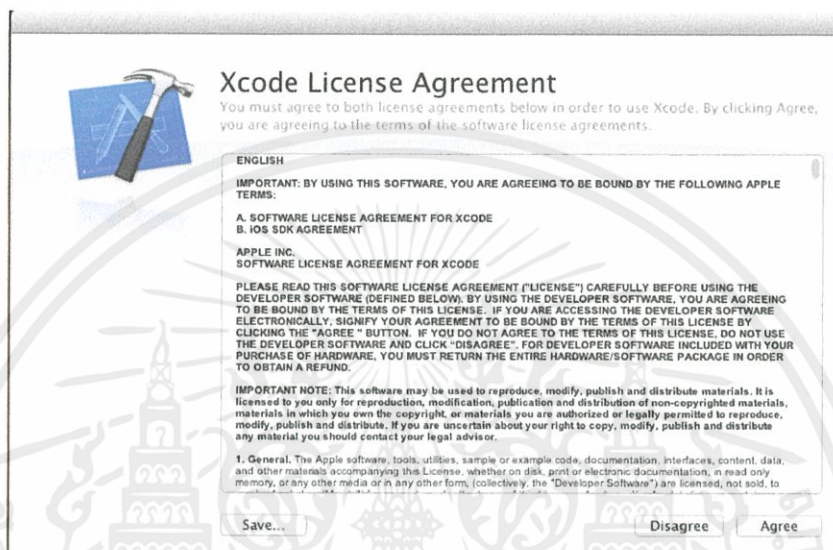 Xcode License Agreement
You must agree to both license agreements below in order to use Xcode. By clicking Agree,
you are agreeing to the terms of the software license agreements.
ENGLISH
IMPORTANT: BY USING THIS SOFTWARE, YOU ARE AGREEING TO BE BOUND BY THE FOLLOWING APPLE
TERMS:
A. SOFTWARE LICENSE AGREEMENT FOR XCODE
B. iOS SDK AGREEMENT
APPLE INC.
SOFTWARE LICENSE AGREEMENT FOR XCODE
PLEASE READ THIS SOFTWARE LICENSE AGREEMENT ("LICENSE") CAREFULLY BEFORE USING THE
DEVELOPER SOFTWARE (DEFINED BELOW). BY USING THE DEVELOPER SOFTWARE, YOU ARE AGREEING
TO BE BOUND BY THE TERMS OF THIS LICENSE. IF YOU ARE ACCESSING THE DEVELOPER SOFTWARE
ELECTRONICALLY, SIGNIFY YOUR AGREEMENT TO BE BOUND BY THE TERMS OF THIS LICENSE BY
CLICKING THE "AGREE " BUTTON. IF YOU DO NOT AGREE TO THE TERMS OF THIS LICENSE, DO NOT USE
THE DEVELOPER SOFTWARE AND CLICK "DISAGREE". FOR DEVELOPER SOFTWARE INCLUDED WITH YOUR
PURCHASE OF HARDWARE, YOU MUST RETURN THE ENTIRE HARDWARE/SOFTWARE PACKAGE IN ORDER
TO OBTAIN A REFUND.
IMPORTANT NOTE: This software may be used to reproduce, modify, publish and distribute materials. It is
licensed to you only for reproduction, modification, publication and distribution of non-copyrighted materials,
materials in which you own the copyright, or materials you are authorized or legally permitted to reproduce,
modify, publish and distribute. If you are uncertain about your right to copy, modify, publish and distribute
any material you should contact your legal advisor.
1. General. The Apple software, tools, utilities, sample or example code, documentation, interfaces, content, data,
and other materials accompanying this License, whether on disk, print or electronic documentation, in read only
memory, or any other media or in any other form, (collectively, the "Developer Software") are licensed, not sold, to
Save...
Disagree
Agree